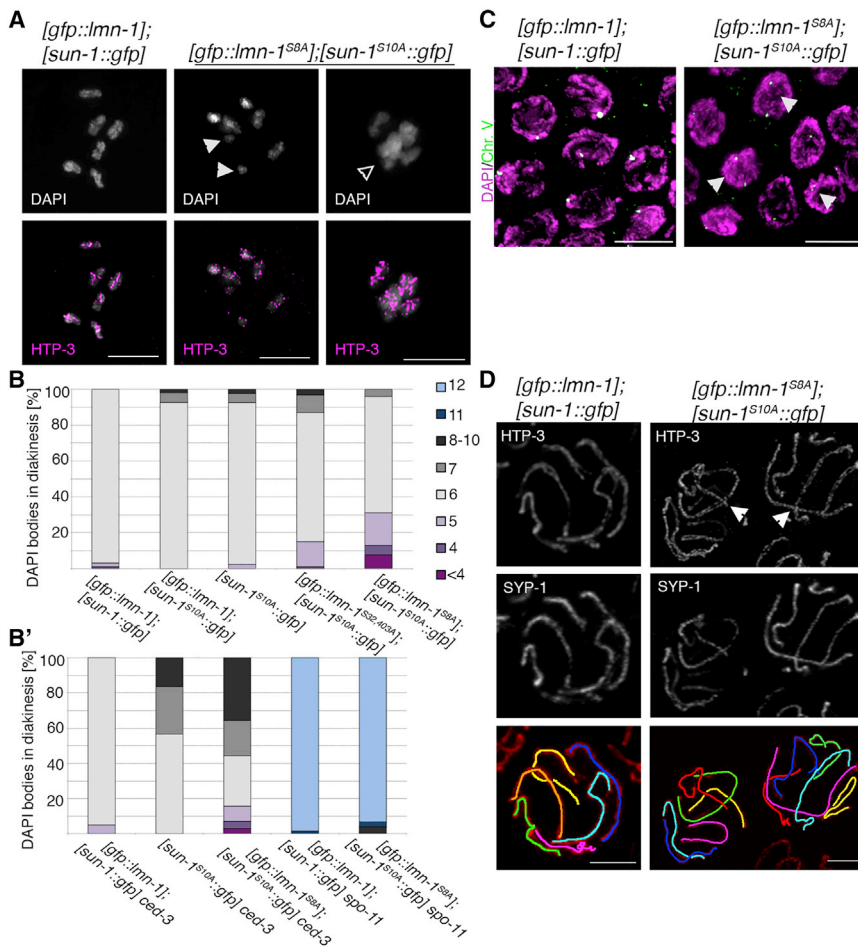 A
[gfp::lmn-1];
[sun-1::gfp]
[gfp::lmn-1S8A];[sun-1S10A::gfp]
DAPI
DAPI
DAPI
HTP-3
HTP-3
HTP-3
B
DAPI bodies in diakinesis [%]
100
80
60
40
20
12
11
8-10
7
6
5
4
<4
[gfp::lmn-1];
[sun-1::gfp]
[gfp::lmn-1];
[sun-1S10A::gfp]
[sun-1S10A::gfp]
[gfp::lmn-1S32,403A];
[sun-1S10A::gfp]
[gfp::lmn-1S8A];
[sun-1S10A::gfp]
B'
DAPI bodies in diakinesis [%]
100
80
60
40
20
[gfp::lmn-1];
[sun-1::gfp] ced-3
[sun-1S10A::gfp] ced-3
[gfp::lmn-1S8A];
[sun-1S10A::gfp] ced-3
[gfp::lmn-1];
[sun-1::gfp] spo-11
[gfp::lmn-1S8A];
[sun-1S10A::gfp] spo-11
C
[gfp::lmn-1];
[sun-1::gfp]
[gfp::lmn-1S8A];
[sun-1S10A::gfp]
DAPI/Chr. V
D
[gfp::lmn-1];
[sun-1::gfp]
[gfp::lmn-1S8A];
[sun-1S10A::gfp]
HTP-3
HTP-3
SYP-1
SYP-1